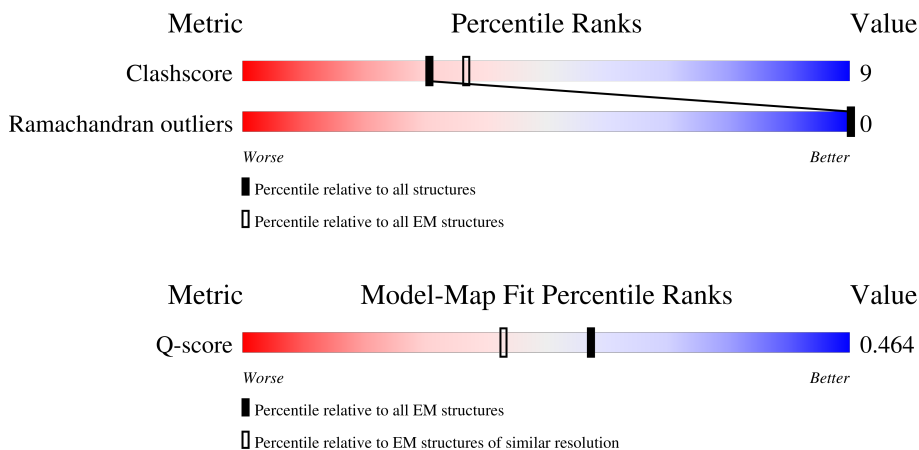 Metric Percentile Ranks Value
Clashscore 9
Ramachandran outliers 0
Worse Better
Percentile relative to all structures
Percentile relative to all EM structures
Metric Model-Map Fit Percentile Ranks Value
Q-score 0.464
Worse Better
Percentile relative to all EM structures
Percentile relative to EM structures of similar resolution